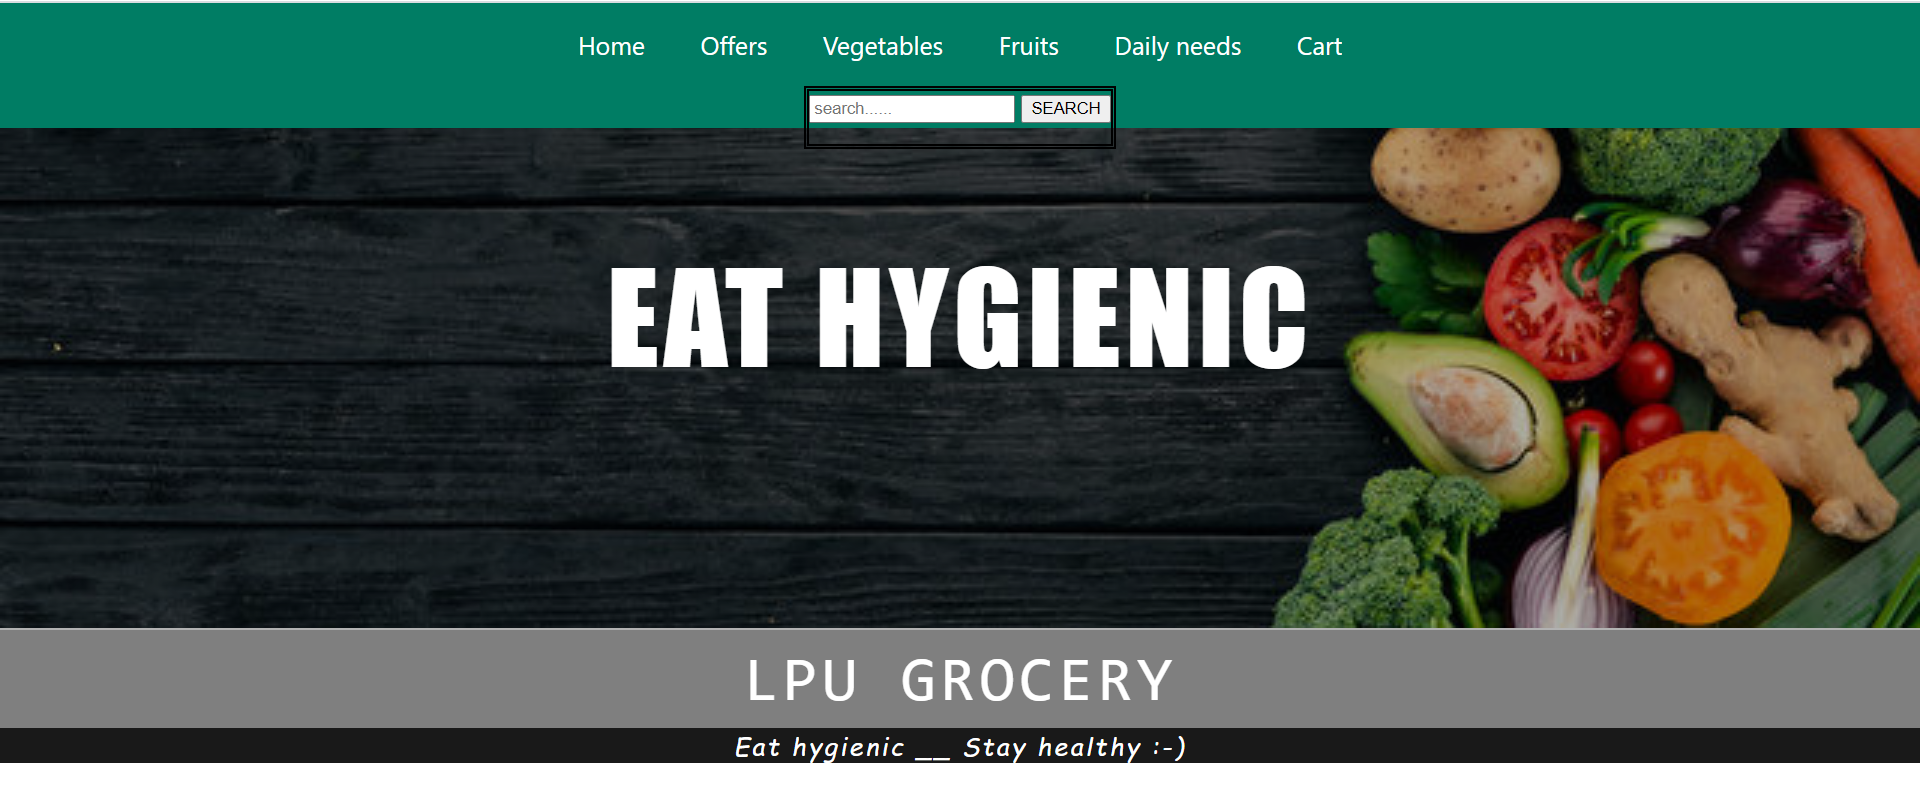 Home Offers Vegetables Fruits Daily needs Cart
search...... SEARCH
EAT HYGIENIC
LPU GROCERY
Eat hygienic __ Stay healthy :-)